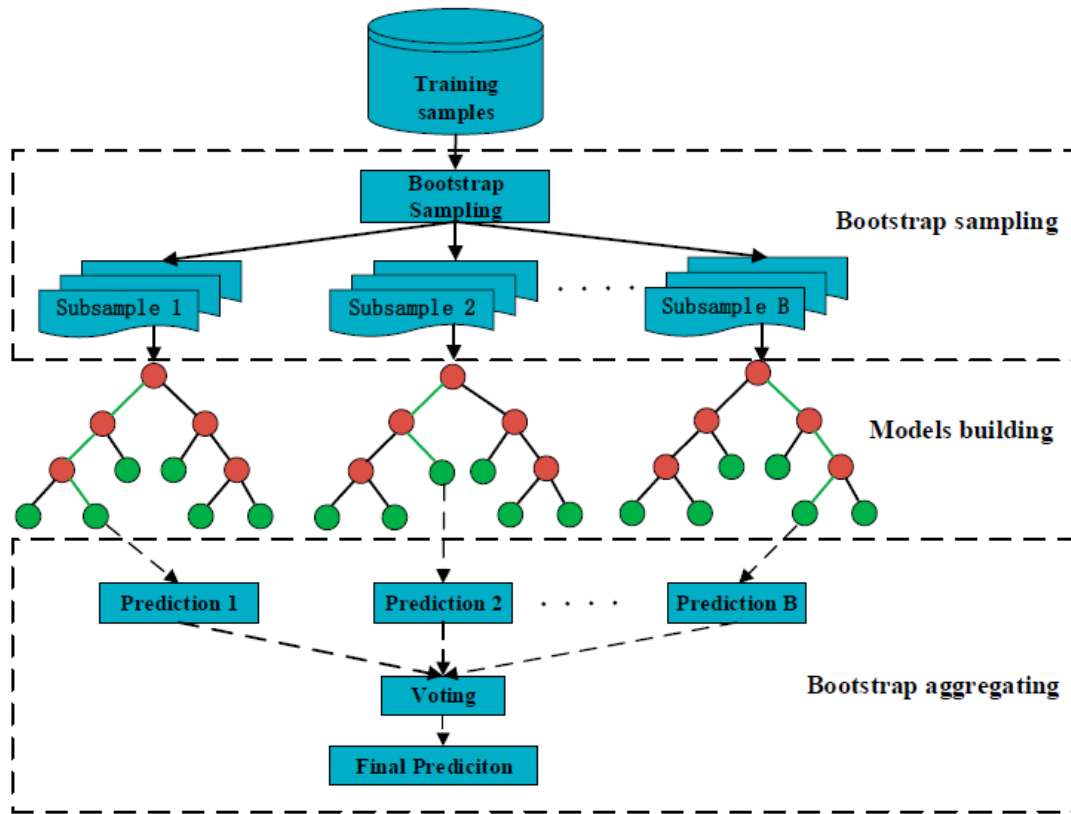 Training
samples
Bootstrap
Sampling
Bootstrap sampling
Subsample 1
Subsample 2
. . . . .
Subsample B
Models building
Prediction 1
Prediction 2
. . . . .
Prediction B
Voting
Bootstrap aggregating
Final Prediciton